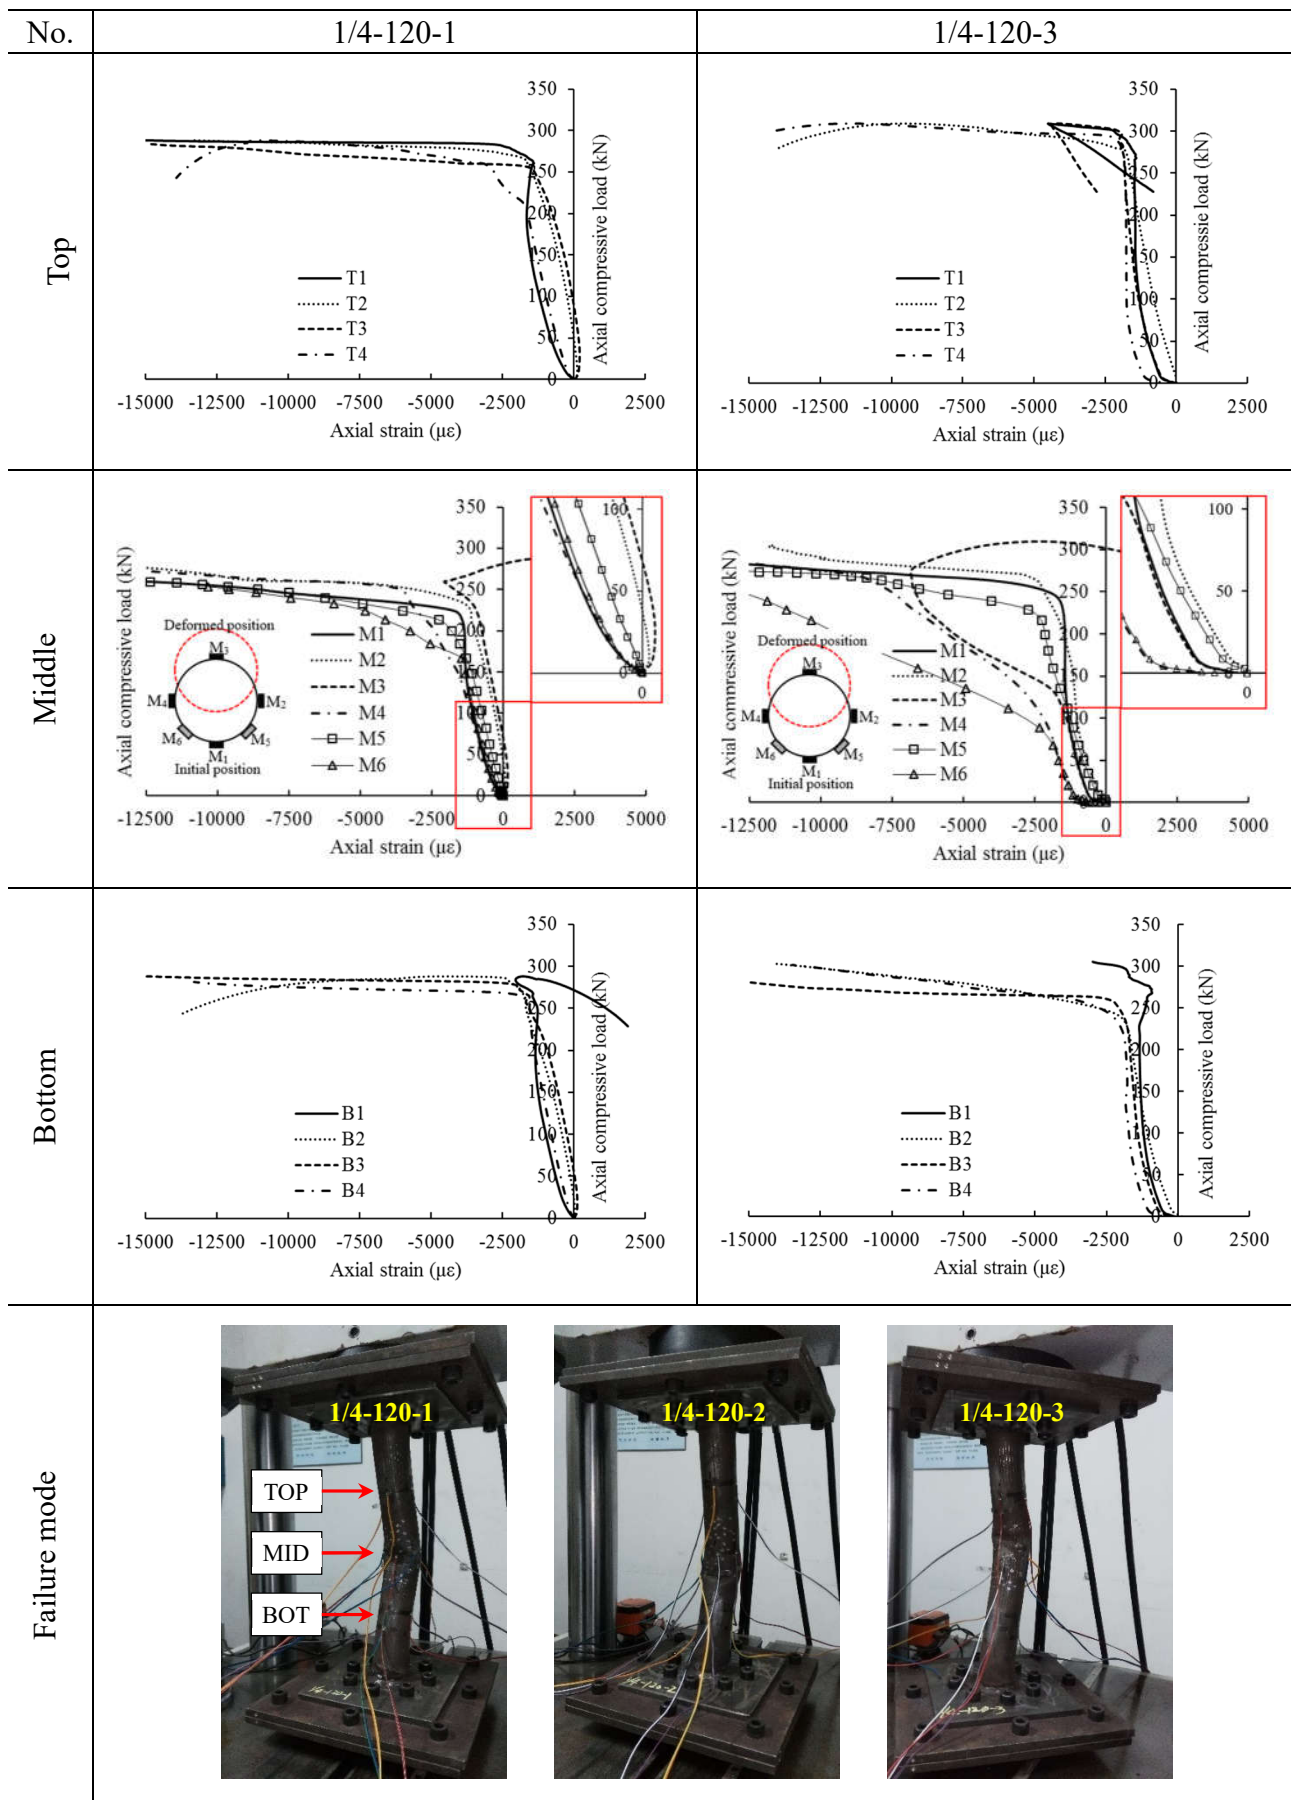 No.
1/4-120-1
1/4-120-3
Top
350
300
250
200
150
100
50
0
Axial compressive load (kN)
T1
T2
T3
T4
-15000 -12500 -10000 -7500 -5000 -2500 0 2500
Axial strain (με)
350
300
250
200
150
100
50
0
Axial compressie load (kN)
T1
T2
T3
T4
-15000 -12500 -10000 -7500 -5000 -2500 0 2500
Axial strain (με)
Middle
Axial compressive load (kN)
350
300
250
200
150
100
50
0
100
50
0
0
Deformed position
M3
M4
M2
M6
M5
M1
Initial position
M1
M2
M3
M4
M5
M6
-12500 -10000 -7500 -5000 -2500 0 2500 5000
Axial strain (με)
Axial compressive load (kN)
350
300
250
200
150
100
50
0
100
50
0
0
Deformed position
M3
M4
M2
M6
M5
M1
Initial position
M1
M2
M3
M4
M5
M6
-12500 -10000 -7500 -5000 -2500 0 2500 5000
Axial strain (με)
Bottom
350
300
250
200
150
100
50
0
Axial compressive load (kN)
B1
B2
B3
B4
-15000 -12500 -10000 -7500 -5000 -2500 0 2500
Axial strain (με)
350
300
250
200
150
100
50
0
Axial compressive load (kN)
B1
B2
B3
B4
-15000 -12500 -10000 -7500 -5000 -2500 0 2500
Axial strain (με)
Failure mode
1/4-120-1
TOP
MID
BOT
1/4-120-2
1/4-120-2
1/4-120-3